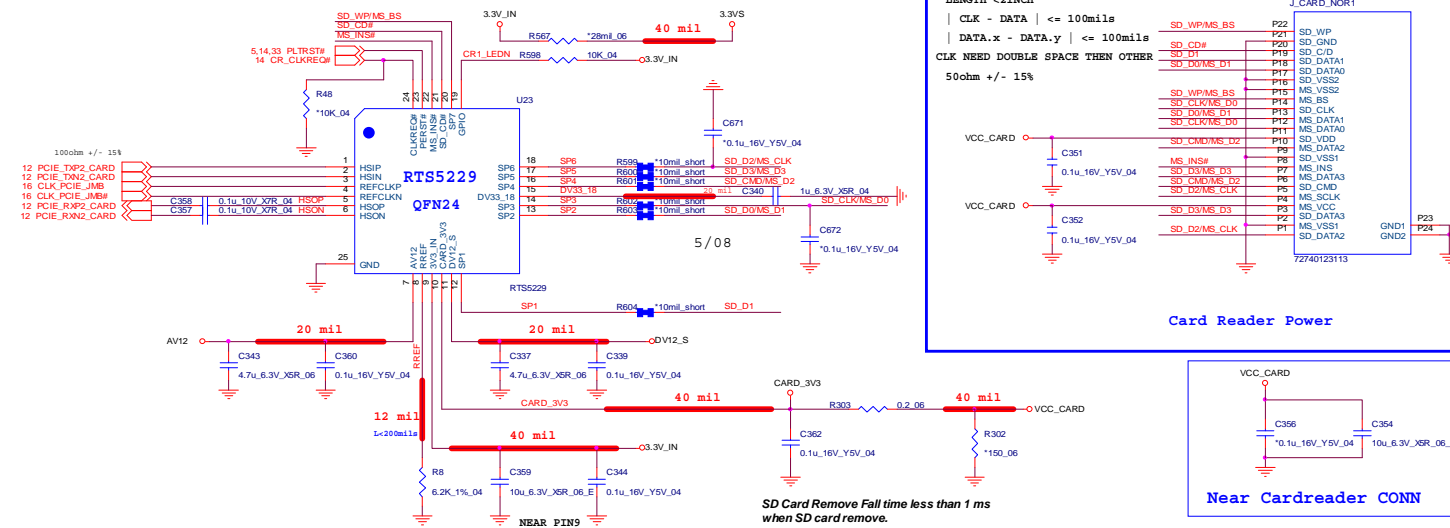 SD_WP/MS_BS
SD_CD#
MS_INS#
5,14,33 PLTRST#
14 CR_CLKREQ#
R48
*10K_04
3.3V_IN
3.3VS
R567
*28mil_06
40 mil
CR1_LEDN
R598
10K_04
3.3V_IN
U23
24
23
22
21
20
19
CLKREQ#
PERST#
MS_INS#
SD_CD#
SP7
GPIO
100ohm +/- 15%
12 PCIE_TXP2_CARD
12 PCIE_TXN2_CARD
16 CLK_PCIE_JMB
16 CLK_PCIE_JMB#
12 PCIE_RXP2_CARD
12 PCIE_RXN2_CARD
C358
0.1u_10V_X7R_04
HSOP
C357
0.1u_10V_X7R_04
HSON
1
2
3
4
5
6
HSIP
HSIN
REFCLKP
REFCLKN
HSOP
HSON
RTS5229
QFN24
SP6
SP5
SP4
DV33_18
SP3
SP2
18
17
16
15
14
13
SP6
SP5
SP4
DV33_18
SP3
SP2
R599
*10mil_short
SD_D2/MS_CLK
R600
*10mil_short
SD_D3/MS_D3
R601
*10mil_short
SD_CMD/MS_D2
20 mil
C340
1u_6.3V_X5R_04
R602
*10mil_short
SD_CLK/MS_D0
R603
*10mil_short
SD_D0/MS_D1
C671
*0.1u_16V_Y5V_04
C672
*0.1u_16V_Y5V_04
5/08
25
GND
AV12
RREF
3V3_IN
CARD_3V3
DV12_S
SP1
7
8
9
10
11
12
RTS5229
SP1
R604
*10mil_short
SD_D1
AV12
20 mil
C343
4.7u_6.3V_X5R_06
C360
0.1u_16V_Y5V_04
RREF
20 mil
DV12_S
C337
4.7u_6.3V_X5R_06
C339
0.1u_16V_Y5V_04
12 mil
L<200mils
R8
6.2K_1%_04
CARD_3V3
40 mil
CARD_3V3
R303
0.2_06
40 mil
VCC_CARD
C362
0.1u_16V_Y5V_04
R302
*150_06
40 mil
3.3V_IN
C359
10u_6.3V_X5R_06_E
C344
0.1u_16V_Y5V_04
NEAR PIN9
SD Card Remove Fall time less than 1 ms
when SD card remove.
LENGTH <2INCH
| CLK - DATA | <= 100mils
| DATA.x - DATA.y | <= 100mils
CLK NEED DOUBLE SPACE THEN OTHER
50ohm +/- 15%
J_CARD_NOR1
SD_WP/MS_BS
SD_CD#
SD_D1
SD_D0/MS_D1
SD_WP/MS_BS
SD_CLK/MS_D0
SD_D0/MS_D1
SD_CLK/MS_D0
SD_CMD/MS_D2
MS_INS#
SD_D3/MS_D3
SD_CMD/MS_D2
SD_D2/MS_CLK
SD_D3/MS_D3
SD_D2/MS_CLK
P22
P21
P20
P19
P18
P17
P16
P15
P14
P13
P12
P11
P10
P9
P8
P7
P6
P5
P4
P3
P2
P1
SD_WP
SD_GND
SD_C/D
SD_DATA1
SD_DATA0
SD_VSS2
MS_VSS2
MS_BS
SD_CLK
MS_DATA1
MS_DATA0
SD_VDD
MS_DATA2
SD_VSS1
MS_INS
MS_DATA3
SD_CMD
MS_SCLK
MS_VCC
SD_DATA3
MS_VSS1
SD_DATA2
GND1
GND2
P23
P24
72740123113
VCC_CARD
C351
0.1u_16V_Y5V_04
VCC_CARD
C352
0.1u_16V_Y5V_04
Card Reader Power
VCC_CARD
C356
*0.1u_16V_Y5V_04
C354
10u_6.3V_X5R_06_
Near Cardreader CONN